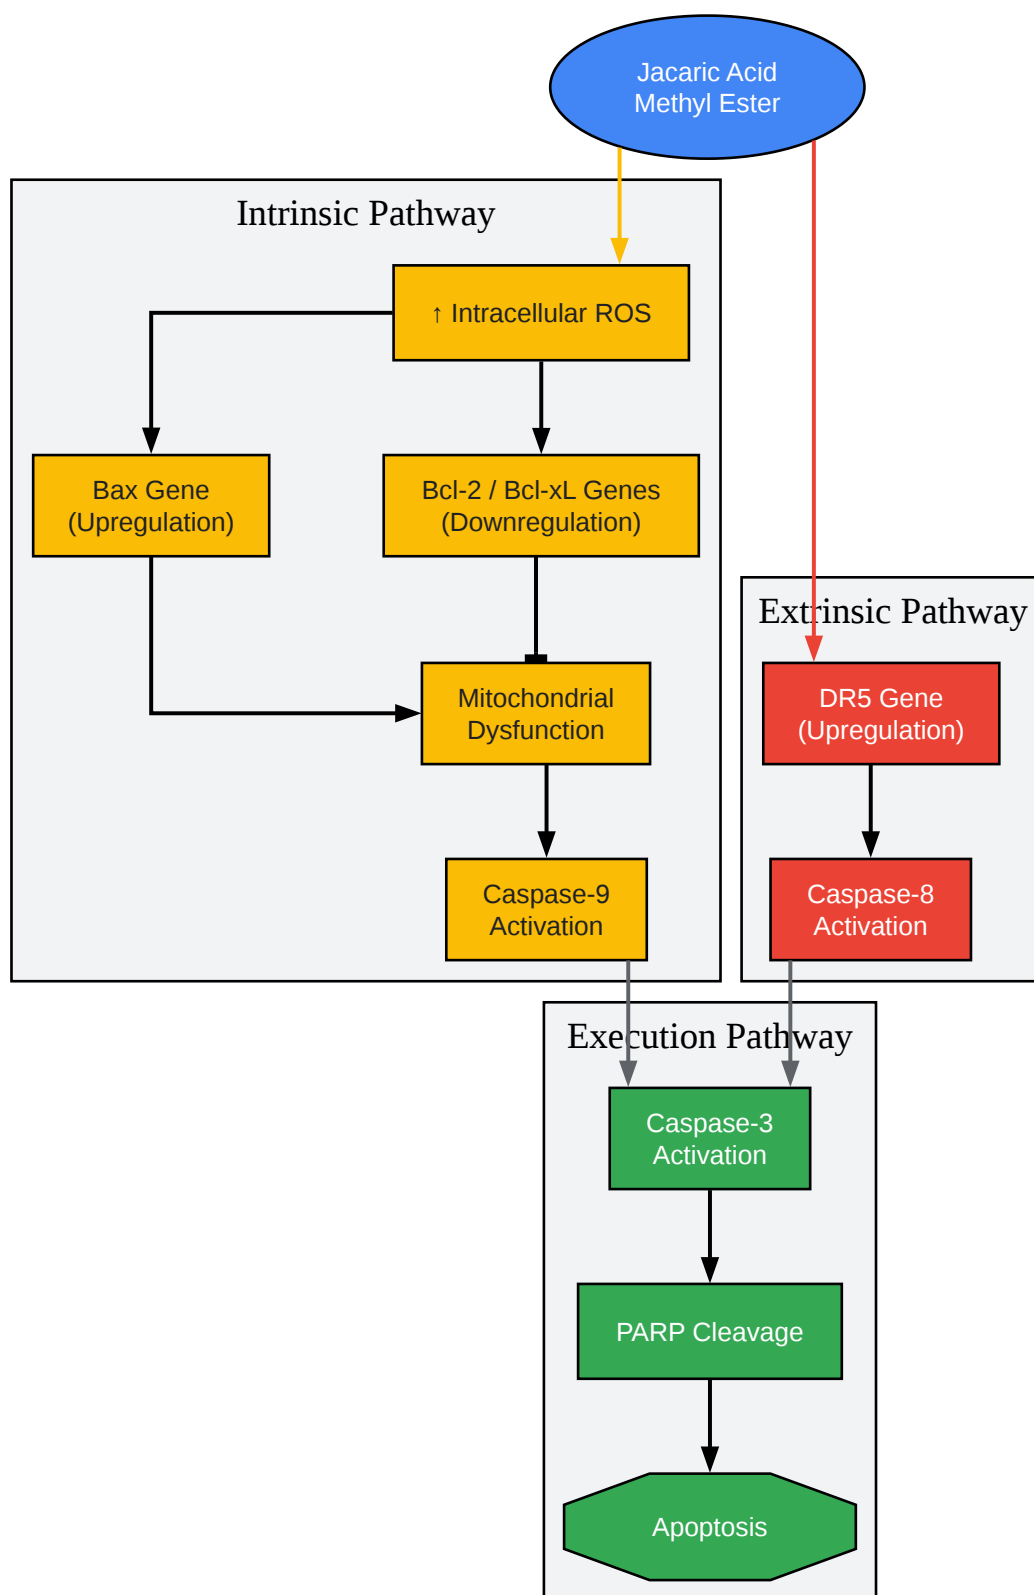 Jacaric Acid
Methyl Ester
Intrinsic Pathway
↑ Intracellular ROS
Bax Gene
(Upregulation)
Bcl-2 / Bcl-xL Genes
(Downregulation)
Extrinsic Pathway
Mitochondrial
Dysfunction
DR5 Gene
(Upregulation)
Caspase-9
Activation
Caspase-8
Activation
Execution Pathway
Caspase-3
Activation
PARP Cleavage
Apoptosis